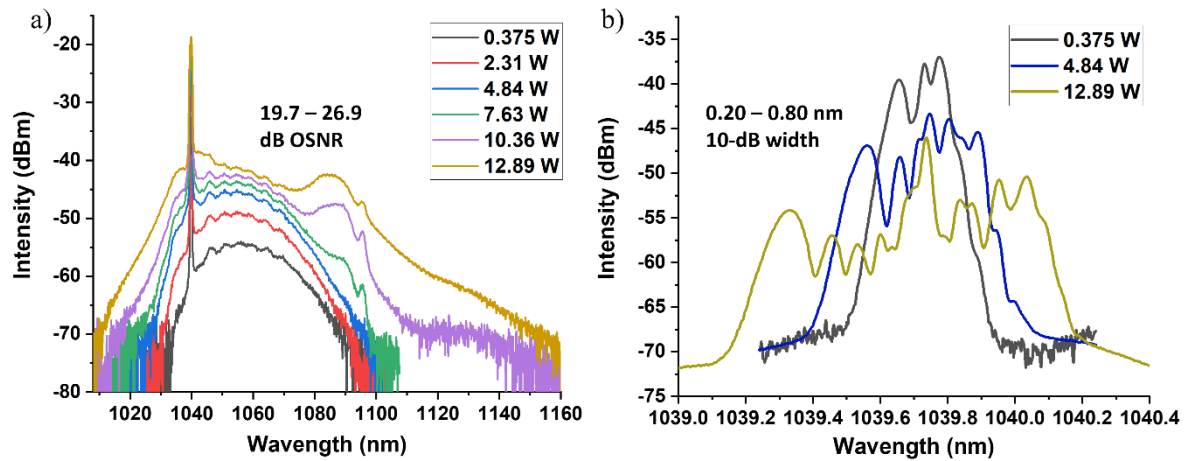 a)
-20
-30
-40
-50
-60
-70
-80
Intensity (dBm)
1020 1040 1060 1080 1100 1120 1140 1160
Wavegth (nm)
19.7 – 26.9
dB OSNR
0.375 W
2.31 W
4.84 W
7.63 W
10.36 W
12.89 W
b)
-35
-40
-45
-50
-55
-60
-65
-70
-75
Intensity (dBm)
1039.0 1039.2 1039.4 1039.6 1039.8 1040.0 1040.2 1040.4
Wavegth (nm)
0.20 – 0.80 nm
10-dB width
0.375 W
4.84 W
12.89 W